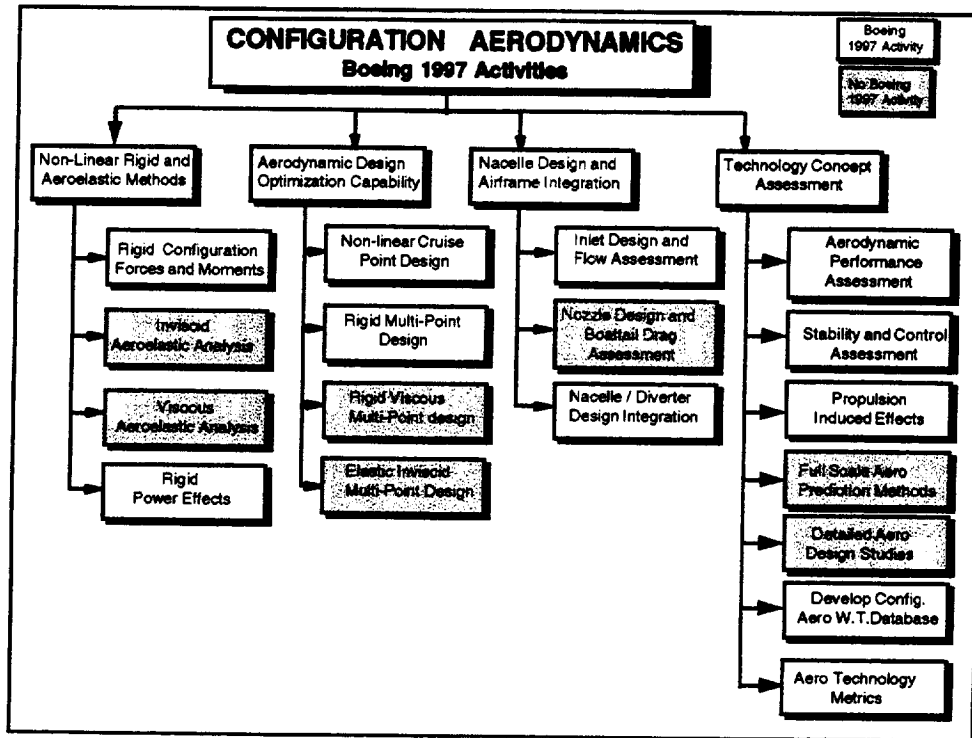 CONFIGURATION AERODYNAMICS
Boeing 1997 Activities
Boeing
1997 Activity
No Boeing
1997 Activity
Non-Linear Rigid and
Aeroelastic Methods
Rigid Configuration
Forces and Moments
Inviscid
Aeroelastic Analysis
Viscous
Aeroelastic Analysis
Rigid
Power Effects
Aerodynamic Design
Optimization Capability
Non-linear Cruise
Point Design
Rigid Multi-Point
Design
Rigid Viscous
Multi-Point design
Elastic Inviscid
Multi-Point Design
Nacelle Design and
Airframe Integration
Inlet Design and
Flow Assessment
Nozzle Design and
Boattail Drag
Assessment
Nacelle / Diverter
Design Integration
Technology Concept
Assessment
Aerodynamic
Performance
Assessment
Stability and Control
Assessment
Propulsion
Induced Effects
Full Scale Aero
Prediction Methods
Detailed Aero
Design Studies
Develop Config.
Aero W.T.Database
Aero Technology
Metrics